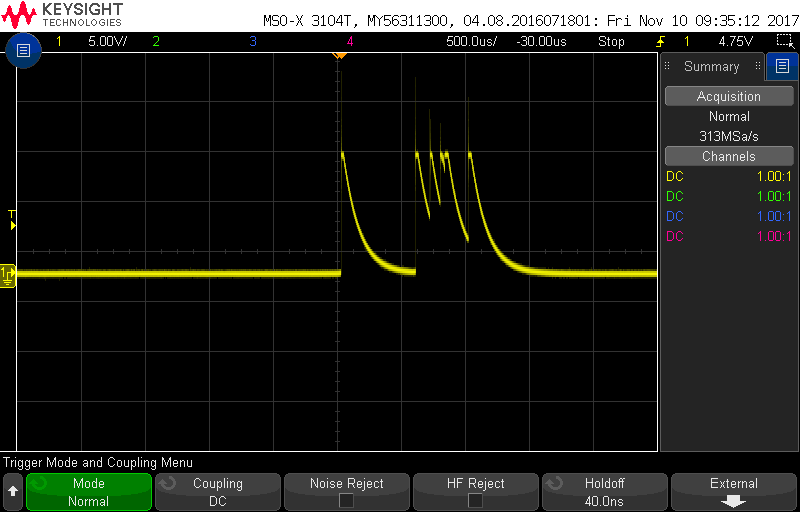 KEYSIGHT
TECHNOLOGIES
MSO-X 3104T, MY56311300, 04.08.2016071801: Fri Nov 10 09:35:12 2017
1 5.00V/ 2 3 4 500.0us/ -30.00us Stop 1 4.75V
Summary
Acquisition
Normal
313MSa/s
Channels
DC 1.00:1
DC 1.00:1
DC 1.00:1
DC 1.00:1
T
1
Trigger Mode and Coupling Menu
Mode
Normal
Coupling
DC
Noise Reject
HF Reject
Holdoff
40.0ns
External